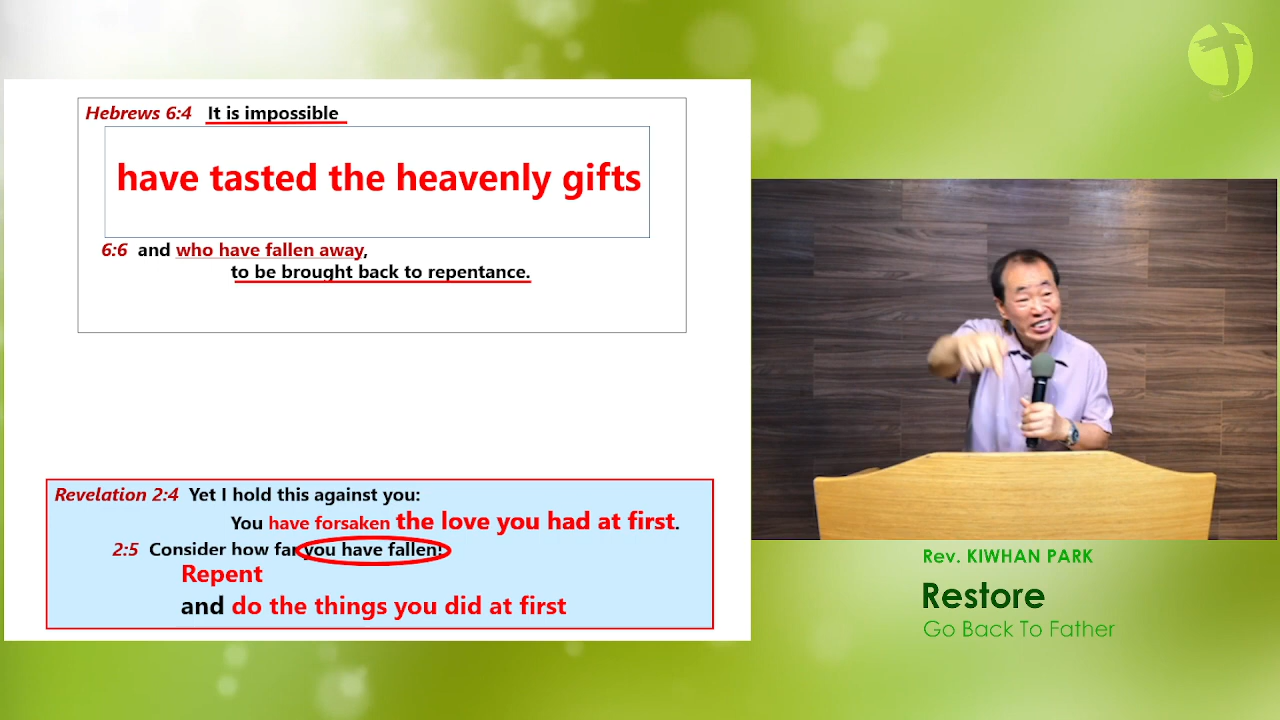 Hebrews 6:4 It is impossible
have tasted the heavenly gifts
6:6 and who have fallen away,
to be brought back to repentance.
Revelation 2:4 Yet I hold this against you:
You have forsaken the love you had at first.
2:5 Consider how far you have fallen!
Repent
and do the things you did at first
Rev. KIWHAN PARK
Restore
Go Back To Father